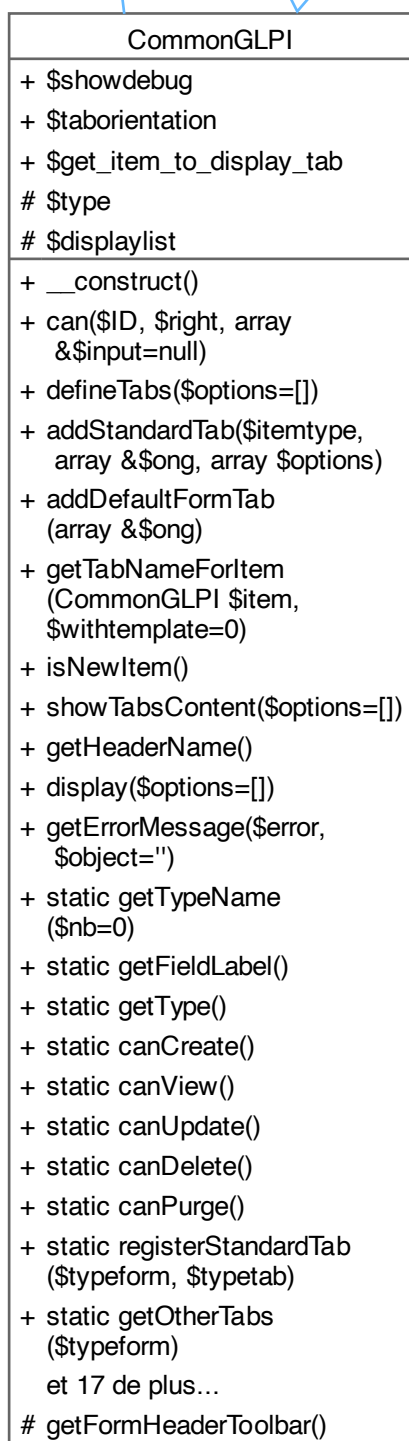 CommonGLPI
+ $showdebug
+ $taborientation
+ $get_item_to_display_tab
# $type
# $displaylist
+ __construct()
+ can($ID, $right, array
&$input=null)
+ defineTabs($options=[])
+ addStandardTab($itemtype,
array &$ong, array $options)
+ addDefaultFormTab
(array &$ong)
+ getTabNameForItem
(CommonGLPI $item,
$withtemplate=0)
+ isNewItem()
+ showTabsContent($options=[])
+ getHeaderName()
+ display($options=[])
+ getErrorMessage($error,
$object='')
+ static getTypeName
($nb=0)
+ static getFieldLabel()
+ static getType()
+ static canCreate()
+ static canView()
+ static canUpdate()
+ static canDelete()
+ static canPurge()
+ static registerStandardTab
($typeform, $typetab)
+ static getOtherTabs
($typeform)
et 17 de plus...
# getFormHeaderToolbar()